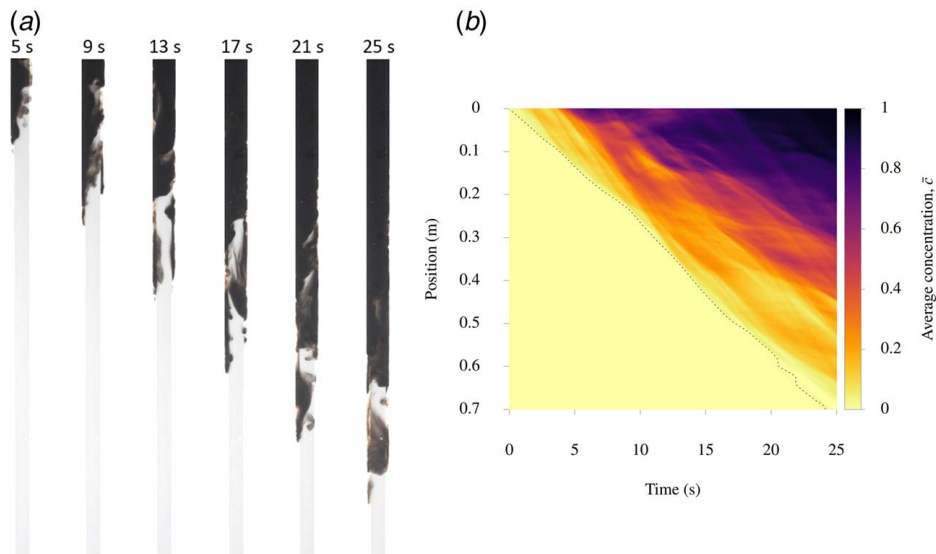 (a)
5 s 9 s 13 s 17 s 21 s 25 s
(b)
0
0.1
0.2
0.3
0.4
0.5
0.6
0.7
Position (m)
0 5 10 15 20 25
Time (s)
1
0.8
0.6
0.4
0.2
0
Average concentration, c̄